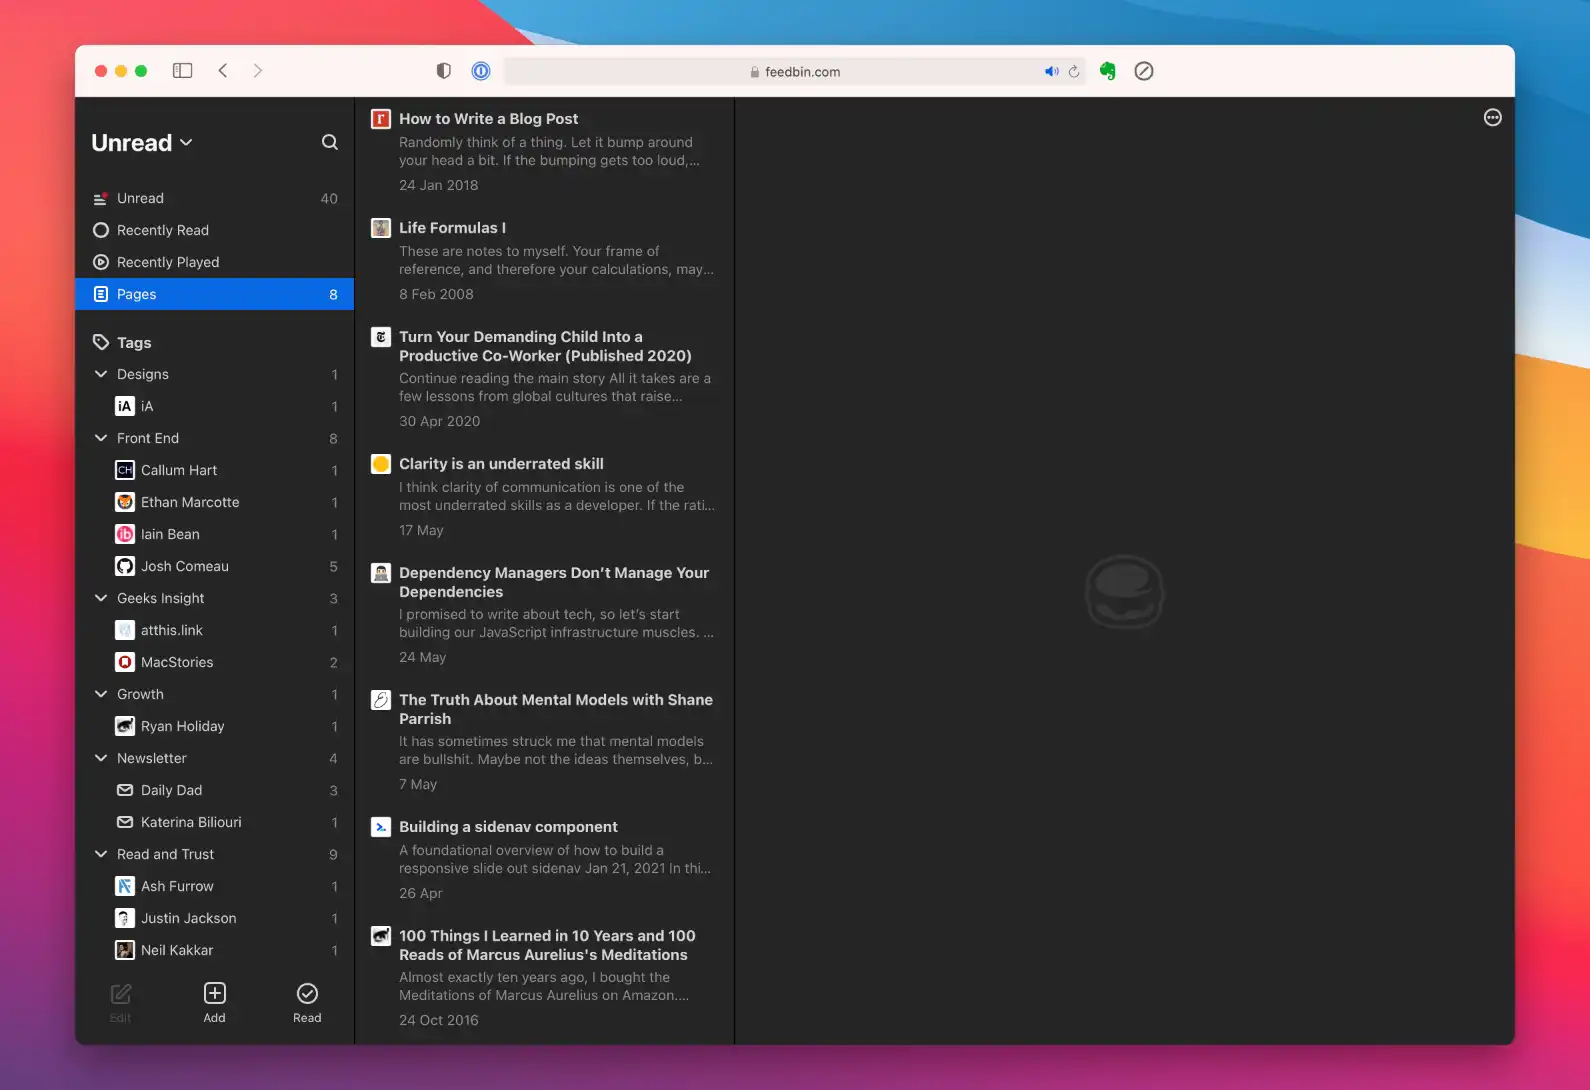 feedbin.com
Unread
Unread 40
Recently Read
Recently Played
Pages 8
Tags
Designs 1
iA iA 1
Front End 8
CH Callum Hart 1
Ethan Marcotte 1
ib Iain Bean 1
Josh Comeau 5
Geeks Insight 3
atthis.link 1
MacStories 2
Growth 1
Ryan Holiday 1
Newsletter 4
Daily Dad 3
Katerina Biliouri 1
Read and Trust 9
Ash Furrow 1
Justin Jackson 1
Neil Kakkar 1
Edit
Add
Read
r How to Write a Blog Post
Randomly think of a thing. Let it bump around
your head a bit. If the bumping gets too loud,...
24 Jan 2018
Life Formulas I
These are notes to myself. Your frame of
reference, and therefore your calculations, may...
8 Feb 2008
Turn Your Demanding Child Into a
Productive Co-Worker (Published 2020)
Continue reading the main story All it takes are a
few lessons from global cultures that raise...
30 Apr 2020
Clarity is an underrated skill
I think clarity of communication is one of the
most underrated skills as a developer. If the rati...
17 May
Dependency Managers Don’t Manage Your
Dependencies
I promised to write about tech, so let’s start
building our JavaScript infrastructure muscles. ...
24 May
The Truth About Mental Models with Shane
Parrish
It has sometimes struck me that mental models
are bullshit. Maybe not the ideas themselves, b...
7 May
Building a sidenav component
A foundational overview of how to build a
responsive slide out sidenav Jan 21, 2021 In thi...
26 Apr
100 Things I Learned in 10 Years and 100
Reads of Marcus Aurelius's Meditations
Almost exactly ten years ago, I bought the
Meditations of Marcus Aurelius on Amazon....
24 Oct 2016